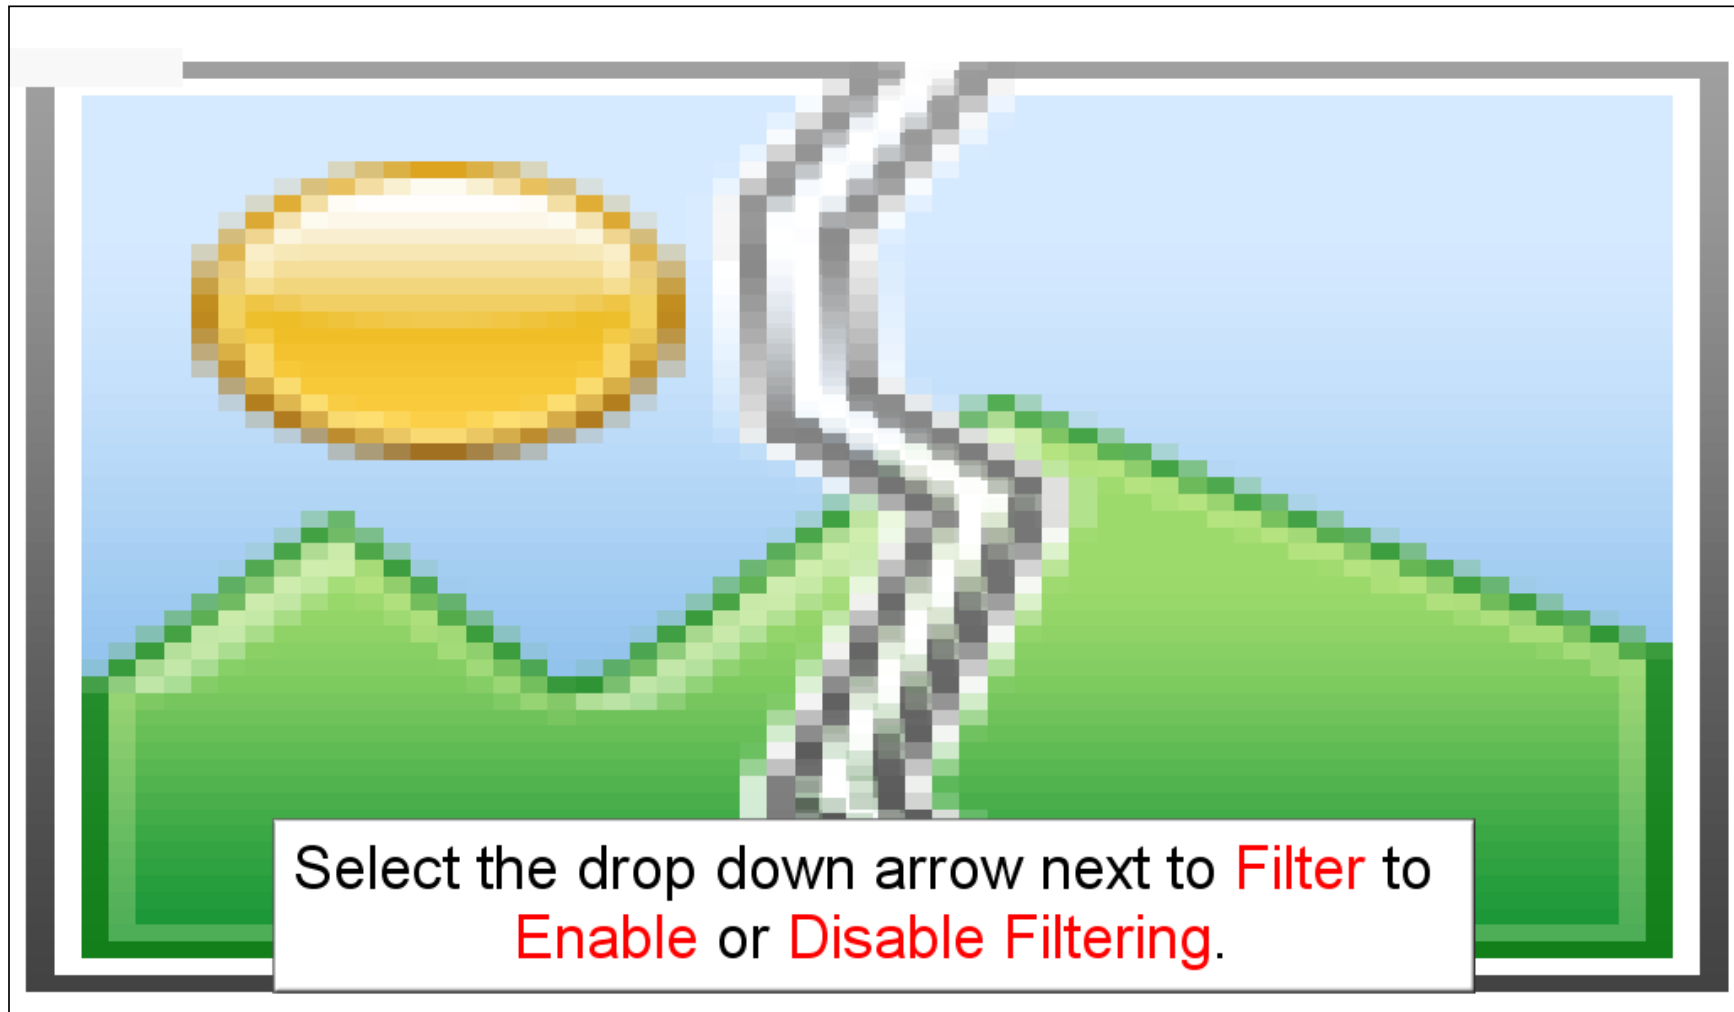 Select the drop down arrow next to Filter to
Enable or Disable Filtering.